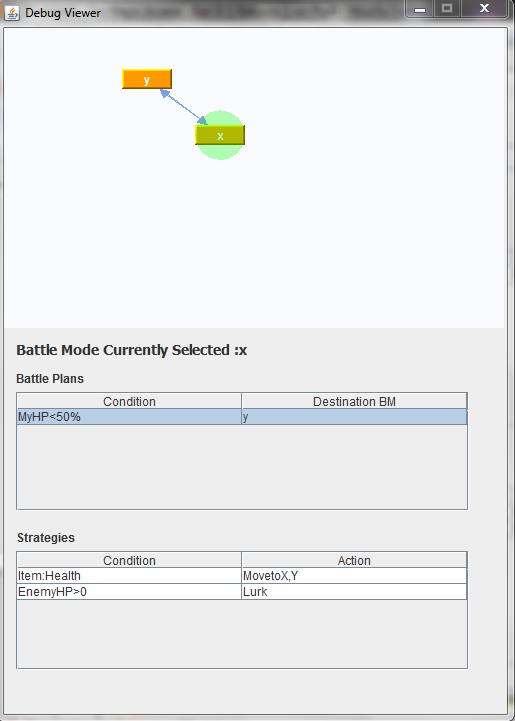 Debug Viewer
y
x
Battle Mode Currently Selected :x
Battle Plans
Condition Destination BM
MyHP<50% y
Strategies
Condition Action
Item:Health MovetoX,Y
EnemyHP>0 Lurk